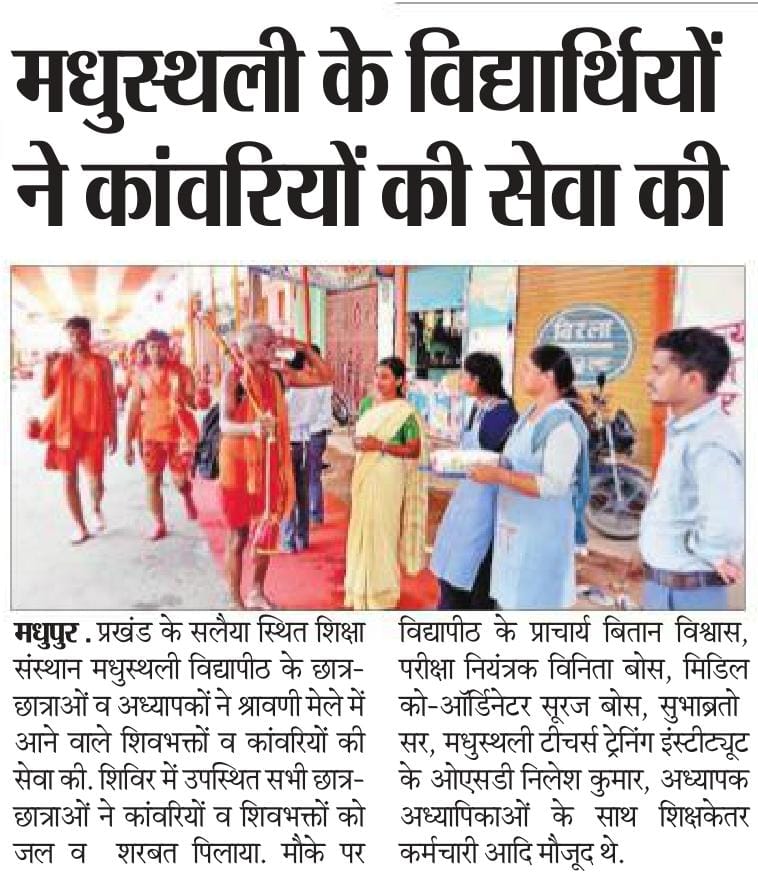 मधुस्थली के विद्यार्थियों
ने कांवरियों की सेवा की
बिरला
मधुपुर. प्रखंड के सलैया स्थित शिक्षा
संस्थान मधुस्थली विद्यापीठ के छात्र-
छात्राओं व अध्यापकों ने श्रावणी मेले में
आने वाले शिवभक्तों व कांवरियों की
सेवा की. शिविर में उपस्थित सभी छात्र-
छात्राओं ने कांवरियों व शिवभक्तों को
जल व शरबत पिलाया. मौके पर
विद्यापीठ के प्राचार्य बितान विश्वास,
परीक्षा नियंत्रक विनिता बोस, मिडिल
को-ऑर्डिनेटर सूरज बोस, सुभाब्रतो
सर, मधुस्थली टीचर्स ट्रेनिंग इंस्टीट्यूट
के ओएसडी निलेश कुमार, अध्यापक
अध्यापिकाओं के साथ शिक्षकेतर
कर्मचारी आदि मौजूद थे.